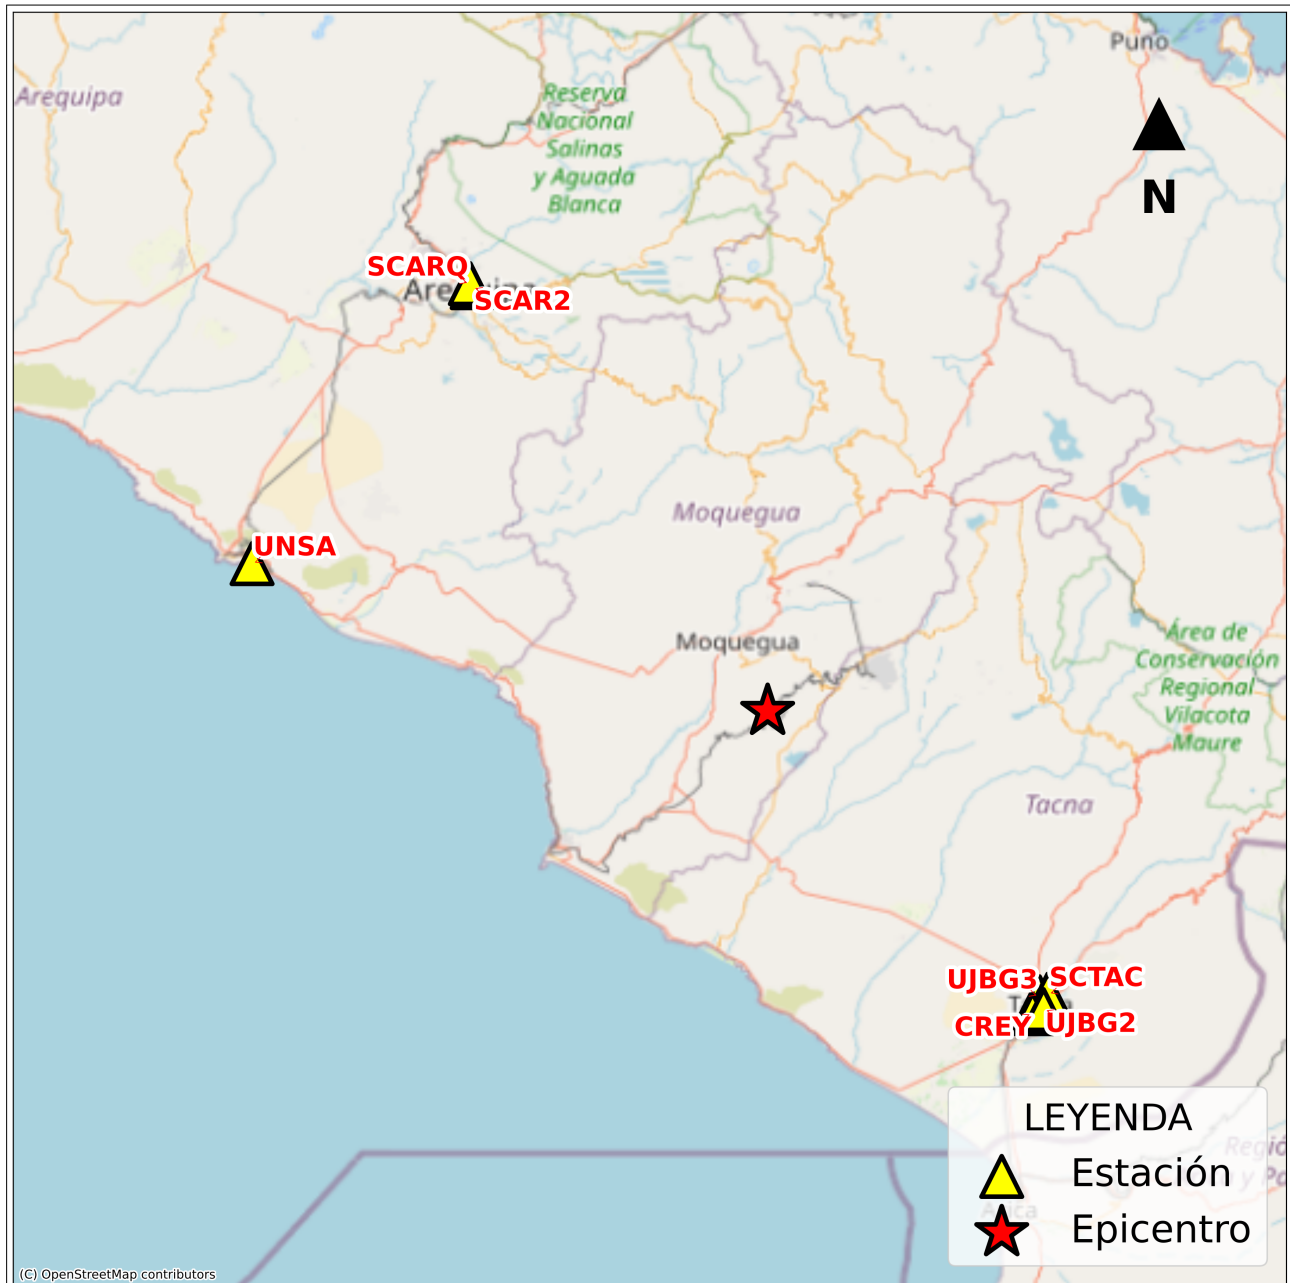 Puno
Arequipa
Reserva
Nacional
Salinas
y Aguada
Blanca
N
SCARQ
SCAR2
Moquegua
UNSA
Moquegua
Área de
Conservación
Regional
Vilacota
Maure
Tacna
UJBG3
SCTAC
CREY
UJBG2
LEYENDA
Estación
Epicentro
Arica
(C) OpenStreetMap contributors